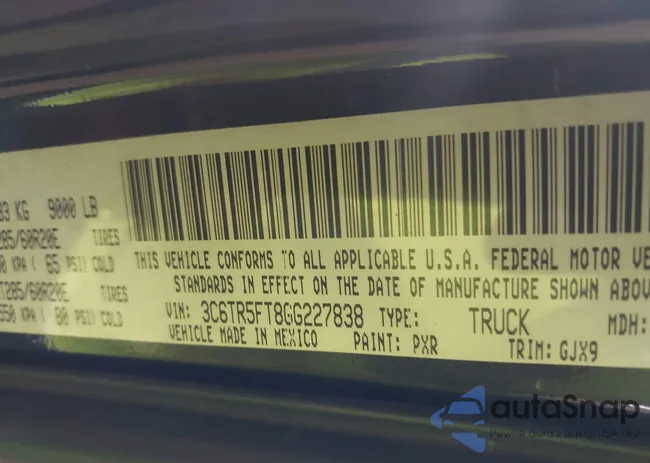 83 KG 9000 LB
285/60R20E TIRES
0 KPA ( 65 PSI) COLD
T285/60R20E TIRES
550 KPA ( 80 PSI) COLD
THIS VEHICLE CONFORMS TO ALL APPLICABLE U.S.A. FEDERAL MOTOR VE
STANDARDS IN EFFECT ON THE DATE OF MANUFACTURE SHOWN ABOV
VIN: 3C6TR5FT8GG227838 TYPE: TRUCK MDH:
VEHICLE MADE IN MEXICO PAINT: PXR TRIM: GJX9
autaSnap